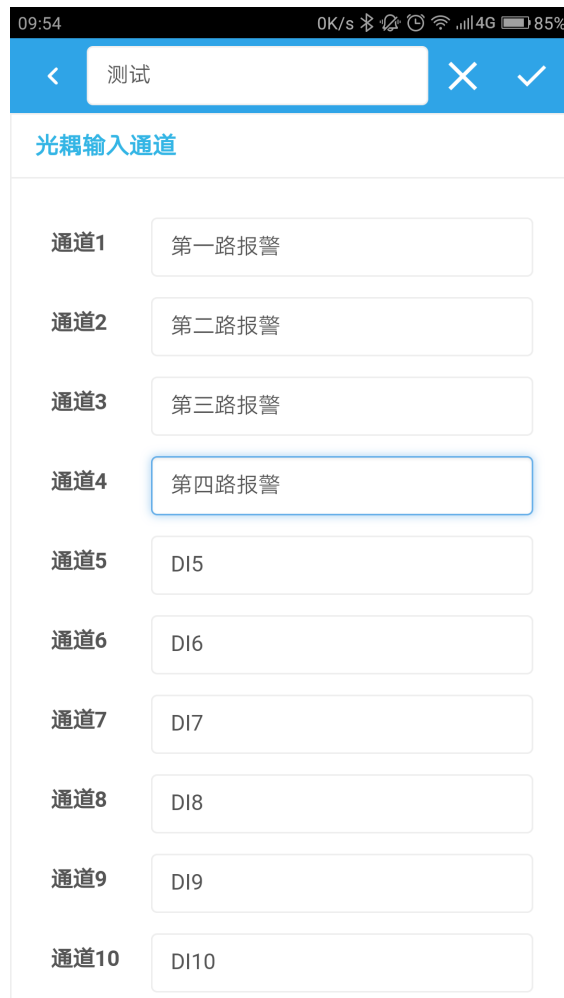 09:54 0K/s 4G 85%
测试
光耦输入通道
通道1 第一路报警
通道2 第二路报警
通道3 第三路报警
通道4 第四路报警
通道5 DI5
通道6 DI6
通道7 DI7
通道8 DI8
通道9 DI9
通道10 DI10